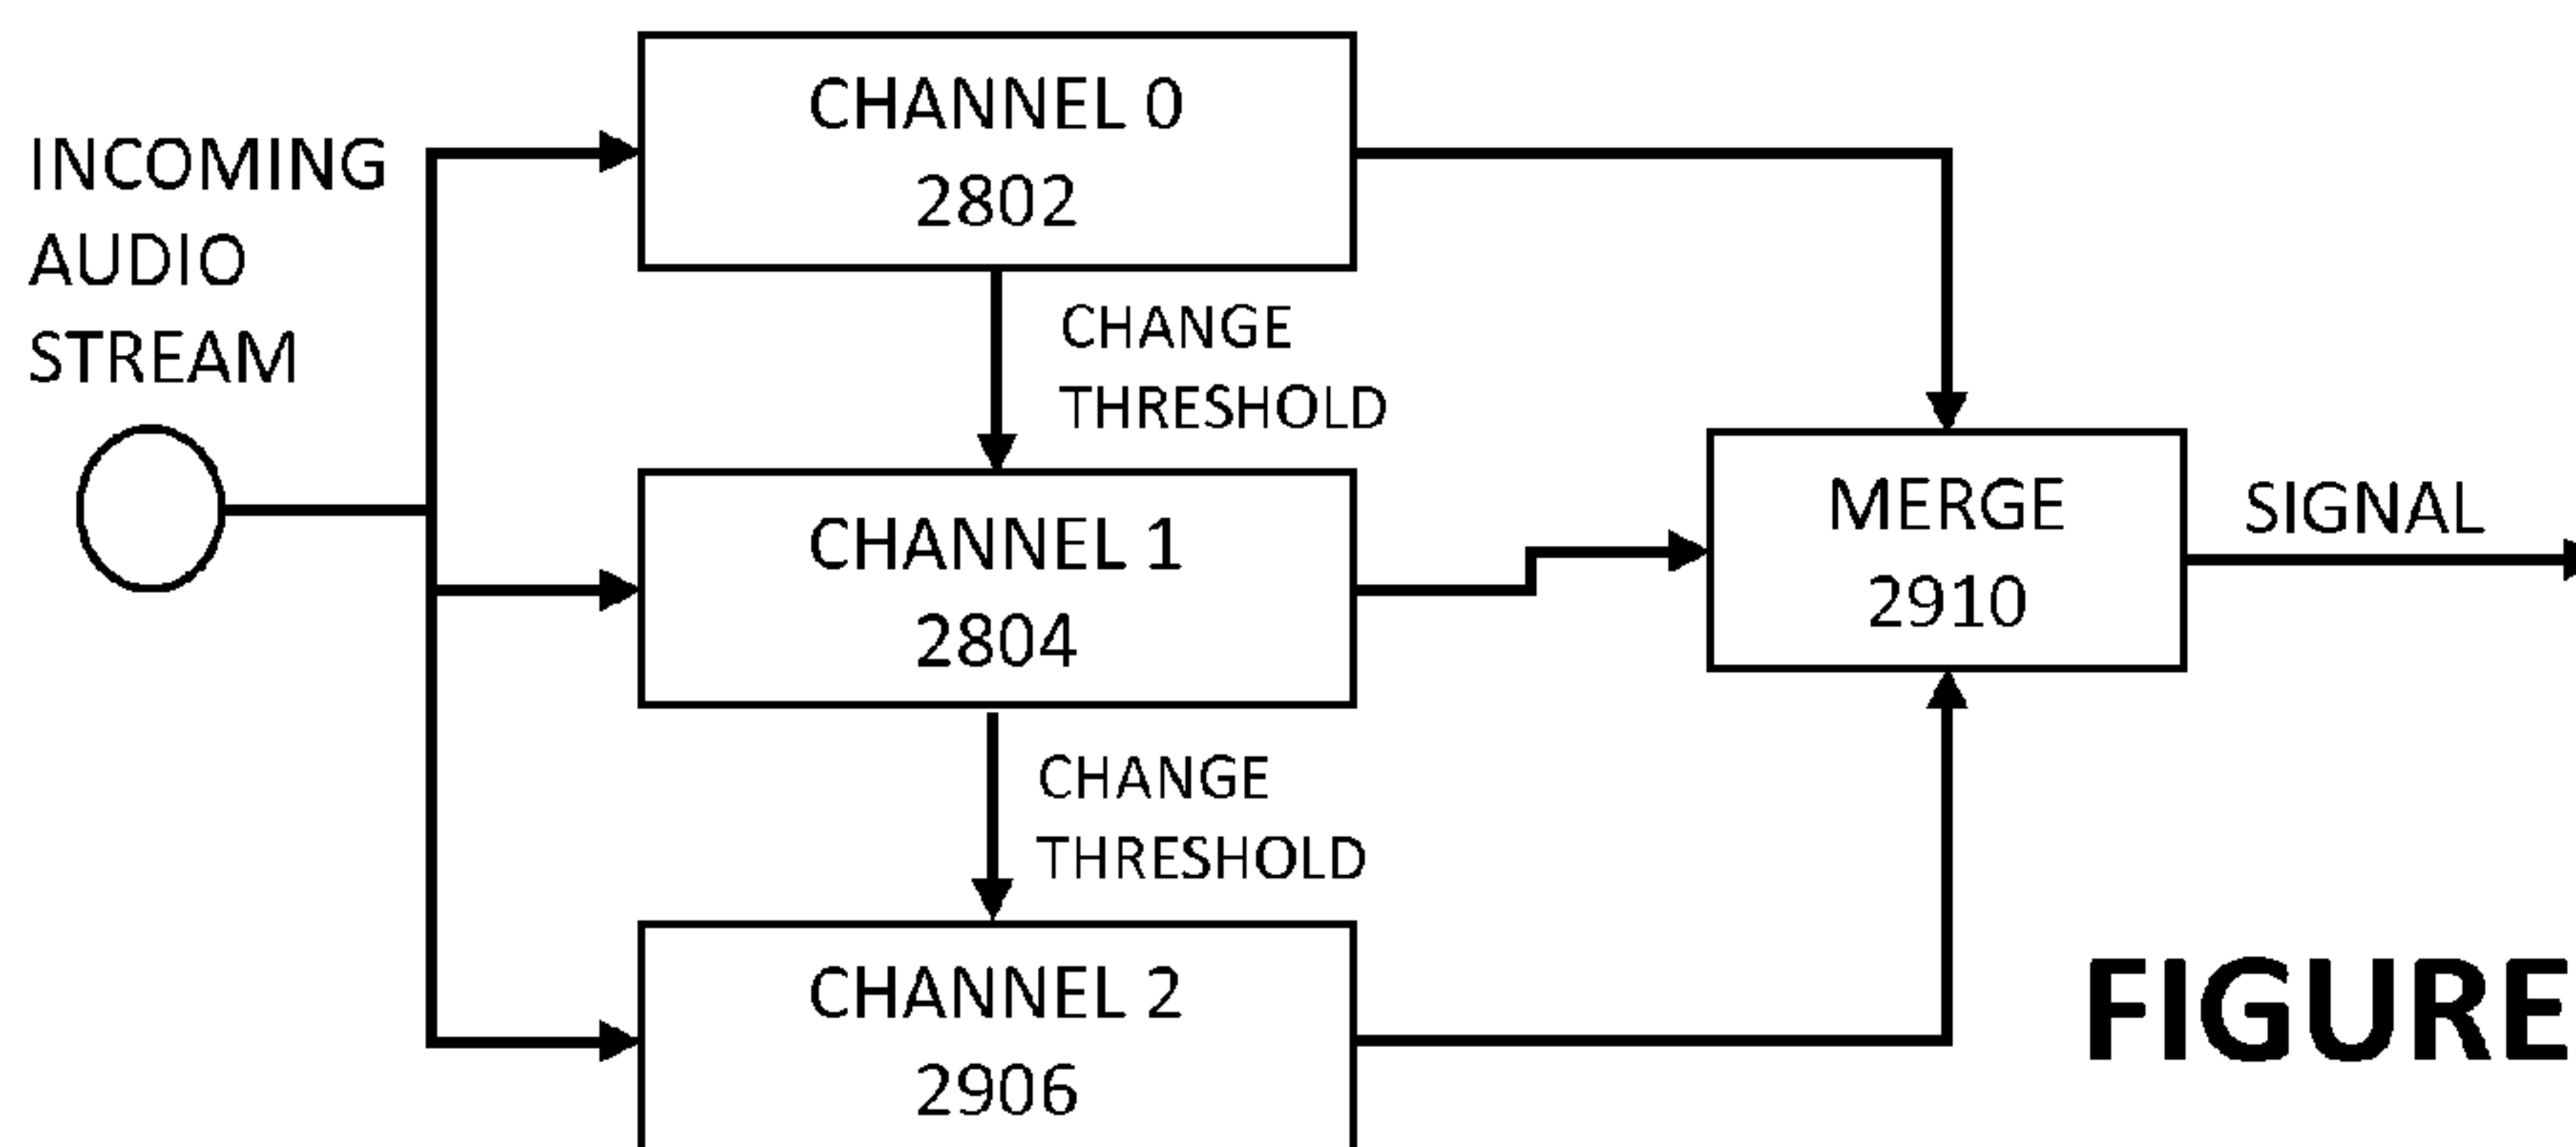 INCOMING
AUDIO
STREAM
CHANNEL 0
2802
CHANGE
THRESHOLD
CHANNEL 1
2804
MERGE
2910
SIGNAL
CHANGE
THRESHOLD
CHANNEL 2
2906
FIGURE